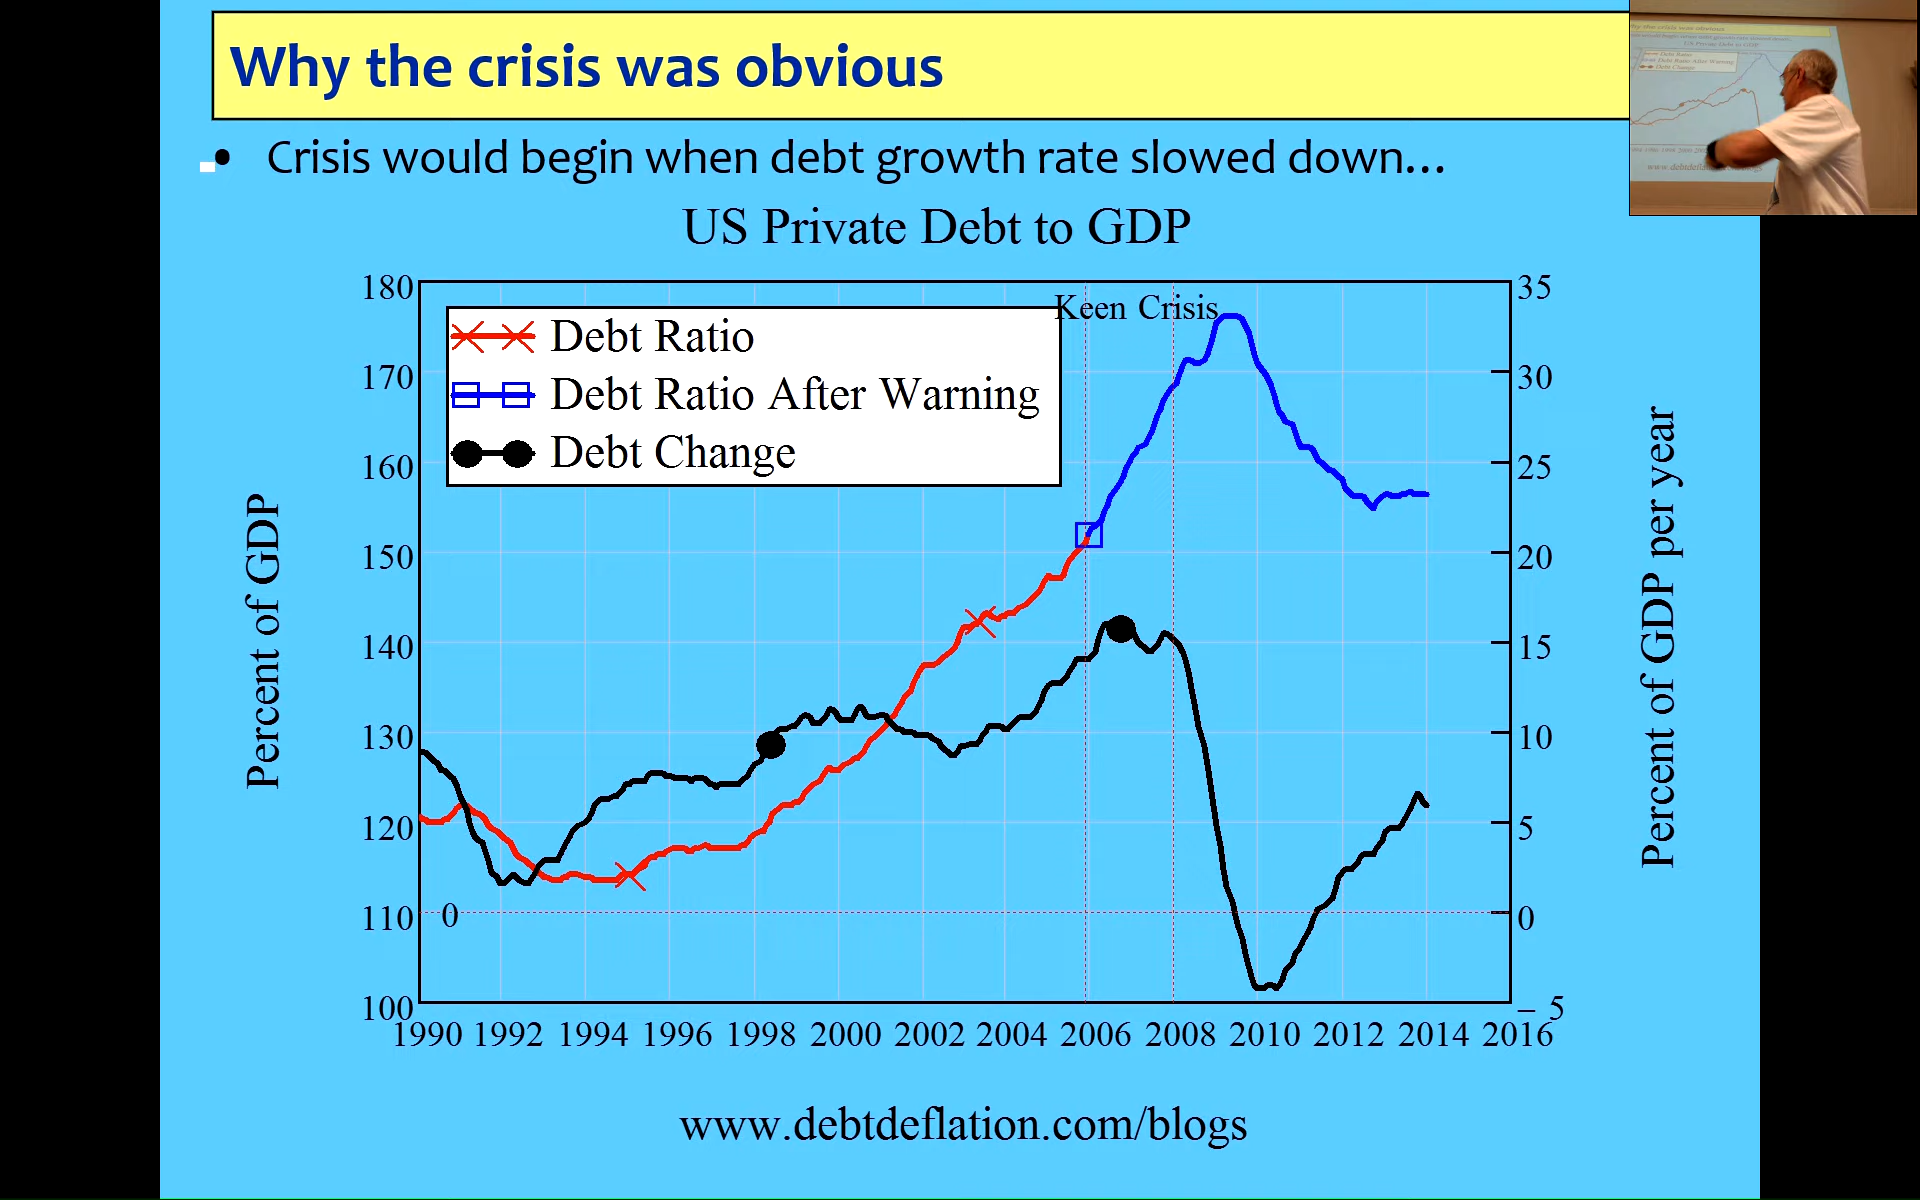 Why the crisis was obvious
• Crisis would begin when debt growth rate slowed down...
US Private Debt to GDP
Keen Crisis
Debt Ratio
Debt Ratio After Warning
Debt Change
Percent of GDP
180
170
160
150
140
130
120
110
100
0
35
30
25
20
15
10
5
0
– 5
Percent of GDP per year
1990 1992 1994 1996 1998 2000 2002 2004 2006 2008 2010 2012 2014 2016
www.debtdeflation.com/blogs